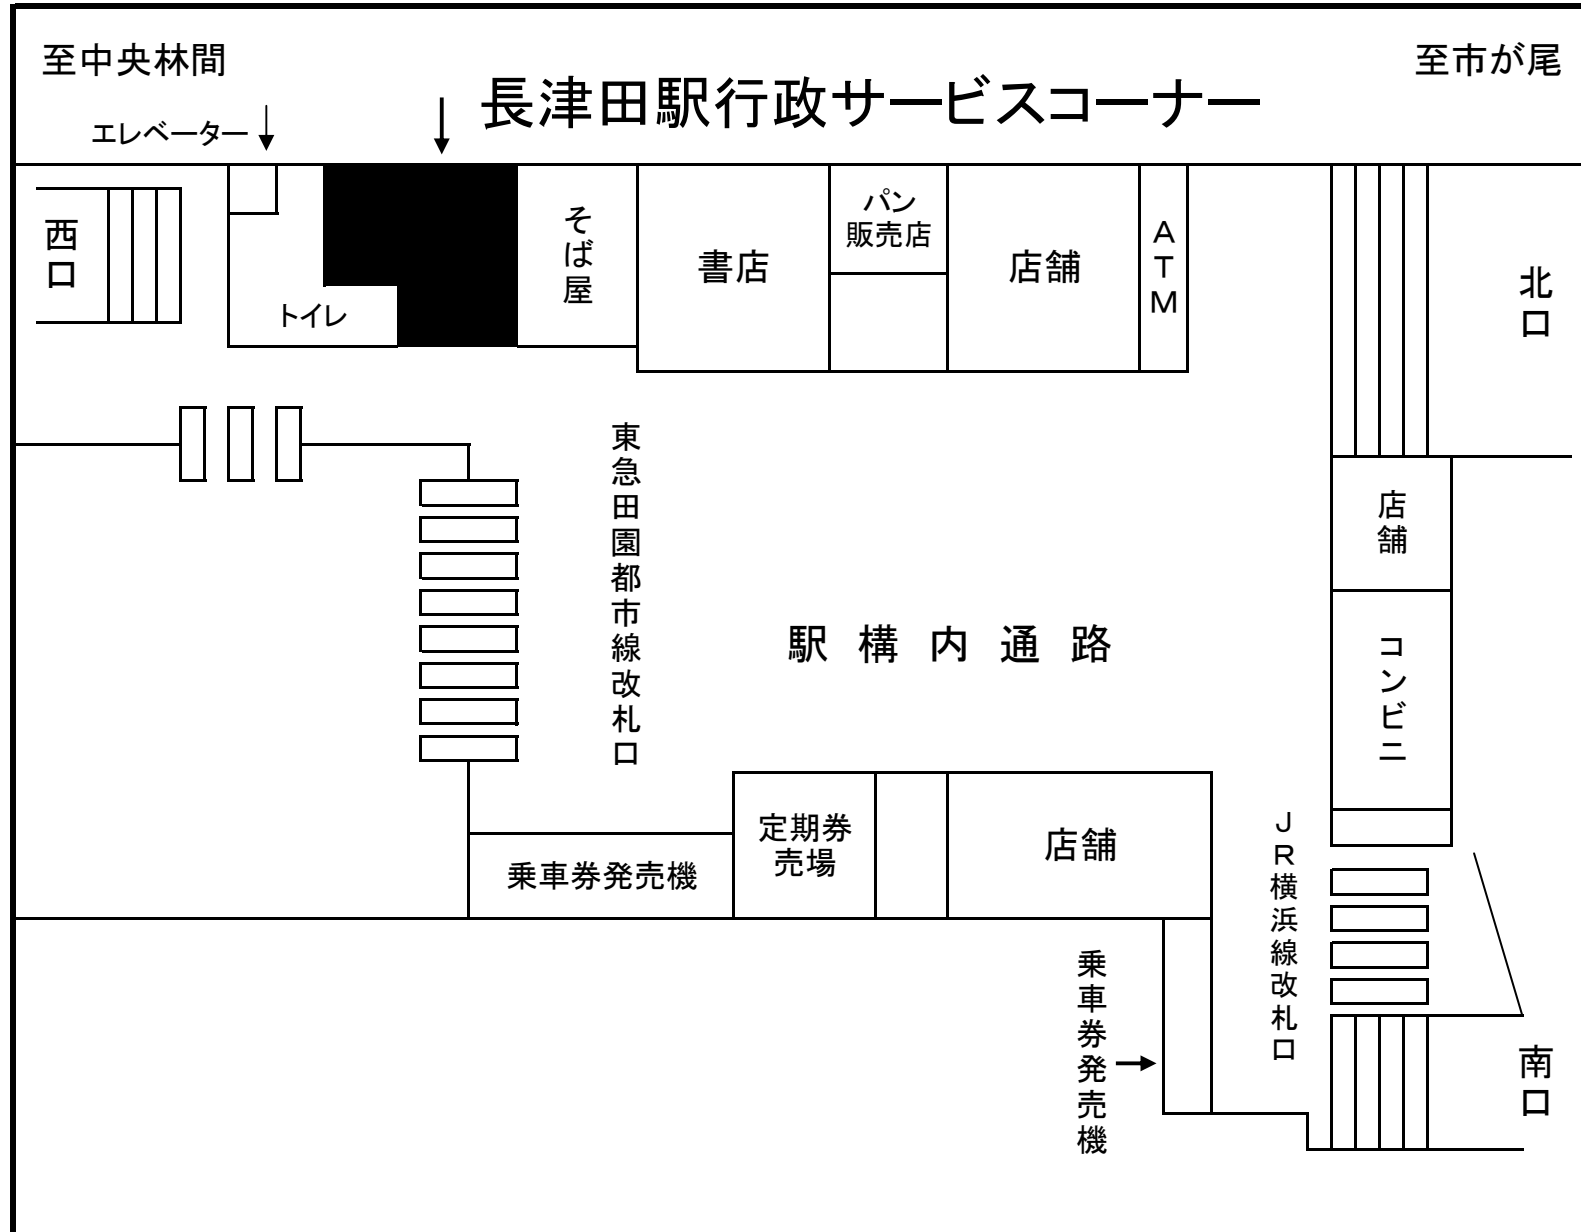 至中央林間
至市が尾
長津田駅行政サービスコーナー
エレベーター
西口
トイレ
そば屋
書店
パン
販売店
店舗
ATM
北口
東急田園都市線改札口
店舗
駅構内通路
コンビニ
定期券
売場
乗車券発売機
店舗
JR横浜線改札口
乗車券発売機
南口